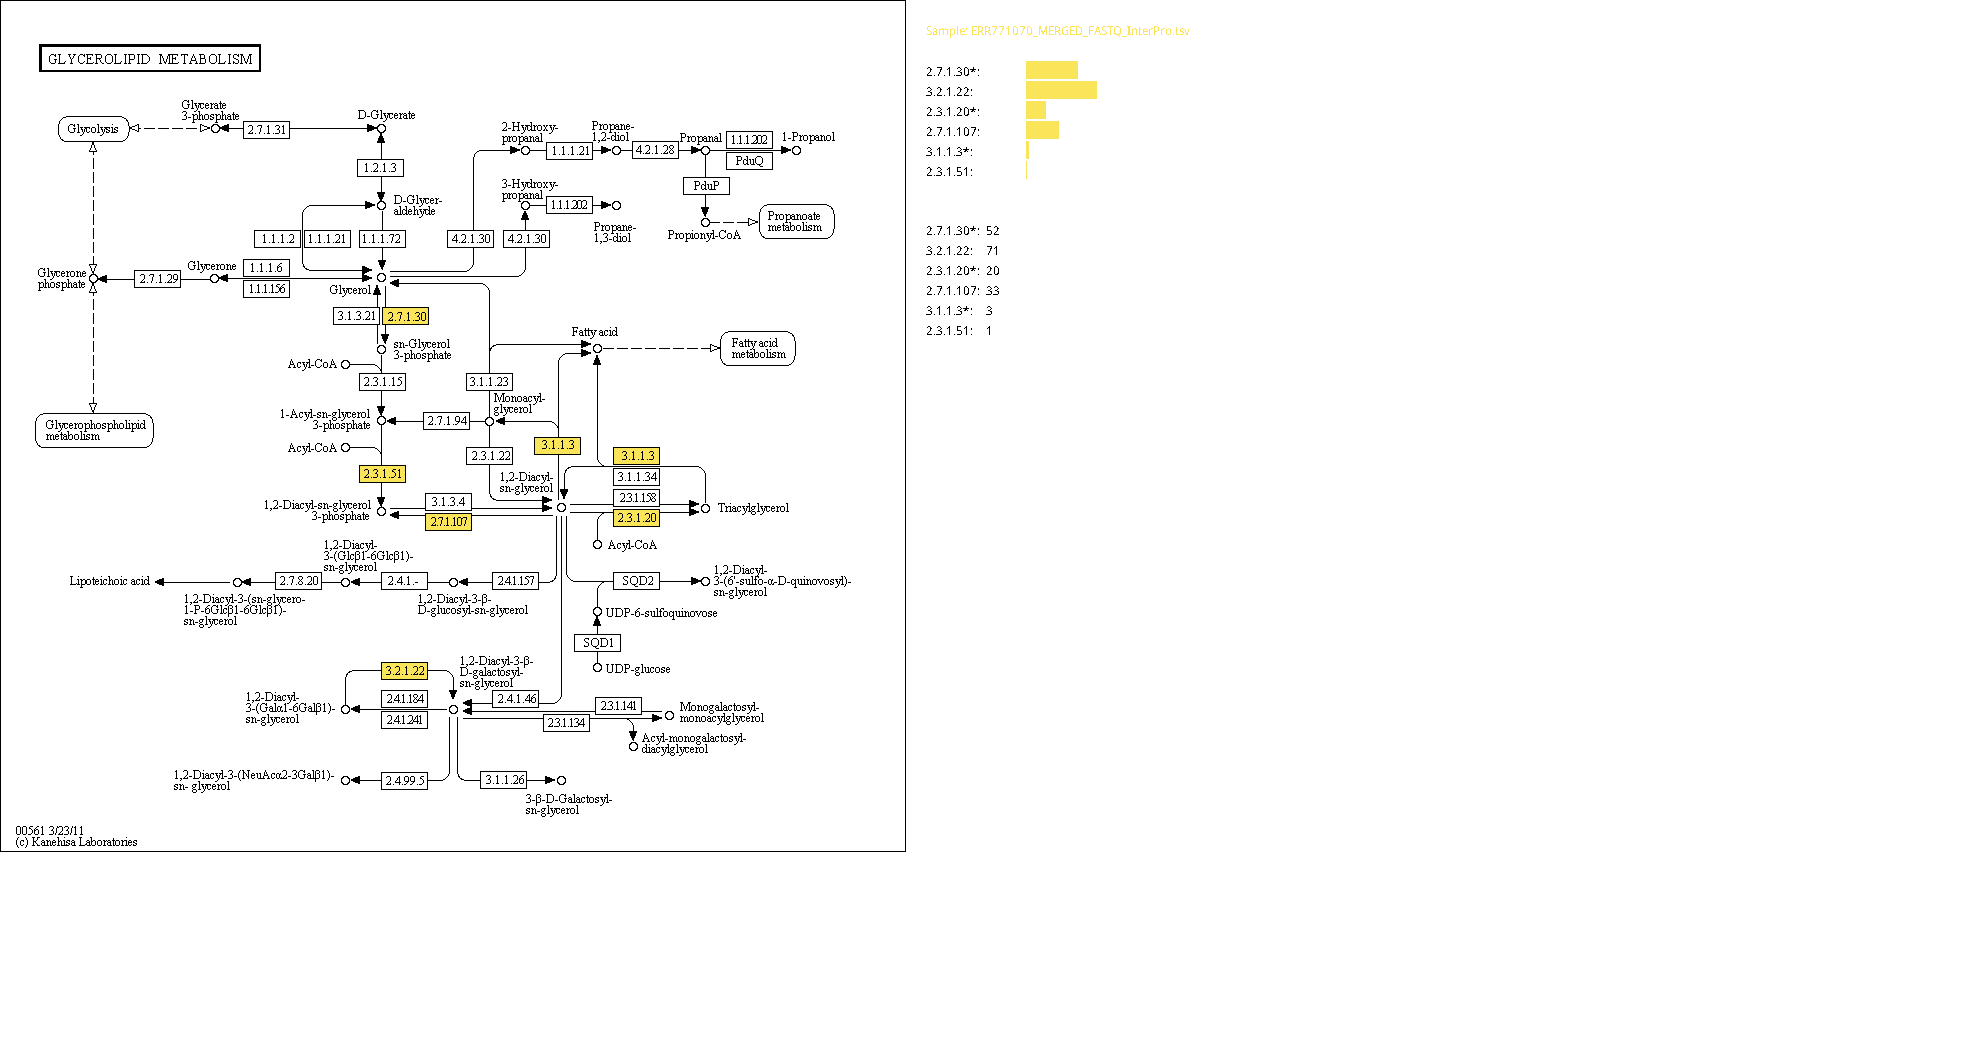 GLYCEROLIPID METABOLISM
Glycolysis
Glycerate
3-phosphate
2.7.1.31
D-Glycerate
1.2.1.3
D-Glycer-
aldehyde
1.1.1.2
1.1.1.21
1.1.1.72
4.2.1.30
4.2.1.30
2-Hydroxy-
propanal
1.1.1.21
Propane-
1,2-diol
4.2.1.28
Propanal
1.1.1.202
PduQ
1-Propanol
PduP
3-Hydroxy-
propanal
1.1.1.202
Propane-
1,3-diol
Propionyl-CoA
Propanoate
metabolism
Glycerone
phosphate
2.7.1.29
Glycerone
1.1.1.6
1.1.1.156
Glycerol
3.1.3.21
2.7.1.30
sn-Glycerol
3-phosphate
Fatty acid
Fatty acid
metabolism
Acyl-CoA
2.3.1.15
3.1.1.23
Monoacyl-
glycerol
1-Acyl-sn-glycerol
3-phosphate
2.7.1.94
Glycerophospholipid
metabolism
Acyl-CoA
2.3.1.22
3.1.1.3
3.1.1.3
2.3.1.51
3.1.1.34
1,2-Diacyl-
sn-glycerol
2.3.1.158
1,2-Diacyl-sn-glycerol
3-phosphate
3.1.3.4
2.7.1.107
2.3.1.20
Triacylglycerol
Acyl-CoA
1,2-Diacyl-
3-(Glcβ1-6Glcβ1)-
sn-glycerol
Lipoteichoic acid
2.7.8.20
2.4.1.-
2.4.1.157
SQD2
1,2-Diacyl-
3-(6'-sulfo-α-D-quinovosyl)-
sn-glycerol
1,2-Diacyl-3-(sn-glycero-
1-P-6Glcβ1-6Glcβ1)-
sn-glycerol
1,2-Diacyl-3-β-
D-glucosyl-sn-glycerol
UDP-6-sulfoquinovose
SQD1
UDP-glucose
3.2.1.22
1,2-Diacyl-3-β-
D-galactosyl-
sn-glycerol
1,2-Diacyl-
3-(Galα1-6Galβ1)-
sn-glycerol
2.4.1.184
2.4.1.241
2.4.1.46
2.3.1.141
2.3.1.134
Monogalactosyl-
monoacylglycerol
Acyl-monogalactosyl-
diacylglycerol
1,2-Diacyl-3-(NeuAcα2-3Galβ1)-
sn- glycerol
2.4.99.5
3.1.1.26
3-β-D-Galactosyl-
sn-glycerol
00561 3/23/11
(c) Kanehisa Laboratories
Sample: ERR771070_MERGED_FASTQ_InterPro.tsv
2.7.1.30*:
3.2.1.22:
2.3.1.20*:
2.7.1.107:
3.1.1.3*:
2.3.1.51:
2.7.1.30*: 52
3.2.1.22: 71
2.3.1.20*: 20
2.7.1.107: 33
3.1.1.3*: 3
2.3.1.51: 1